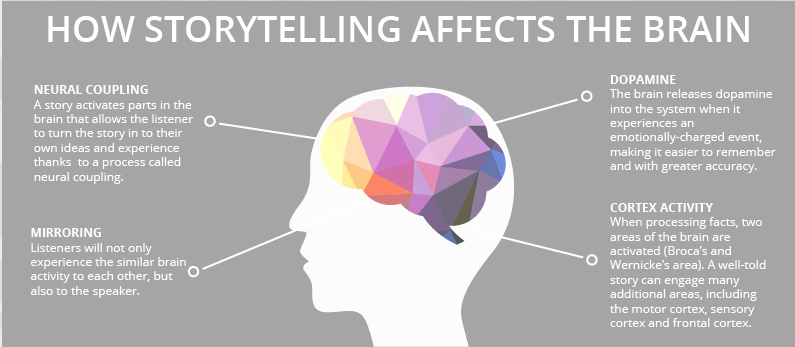 HOW STORYTELLING AFFECTS THE BRAIN
NEURAL COUPLING
A story activates parts in the
brain that allows the listener
to turn the story in to their
own ideas and experience
thanks to a process called
neural coupling.
MIRRORING
Listeners will not only
experience the similar brain
activity to each other, but
also to the speaker.
DOPAMINE
The brain releases dopamine
into the system when it
experiences an
emotionally-charged event,
making it easier to remember
and with greater accuracy.
CORTEX ACTIVITY
When processing facts, two
areas of the brain are
activated (Broca's and
Wernicke's area). A well-told
story can engage many
additional areas, including
the motor cortex, sensory
cortex and frontal cortex.